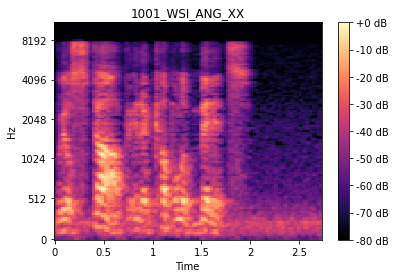 1001_WSI_ANG_XX
Hz
8192
4096
2048
1024
512
0
0
0.5
1
1.5
2
2.5
Time
+0 dB
-10 dB
-20 dB
-30 dB
-40 dB
-50 dB
-60 dB
-70 dB
-80 dB